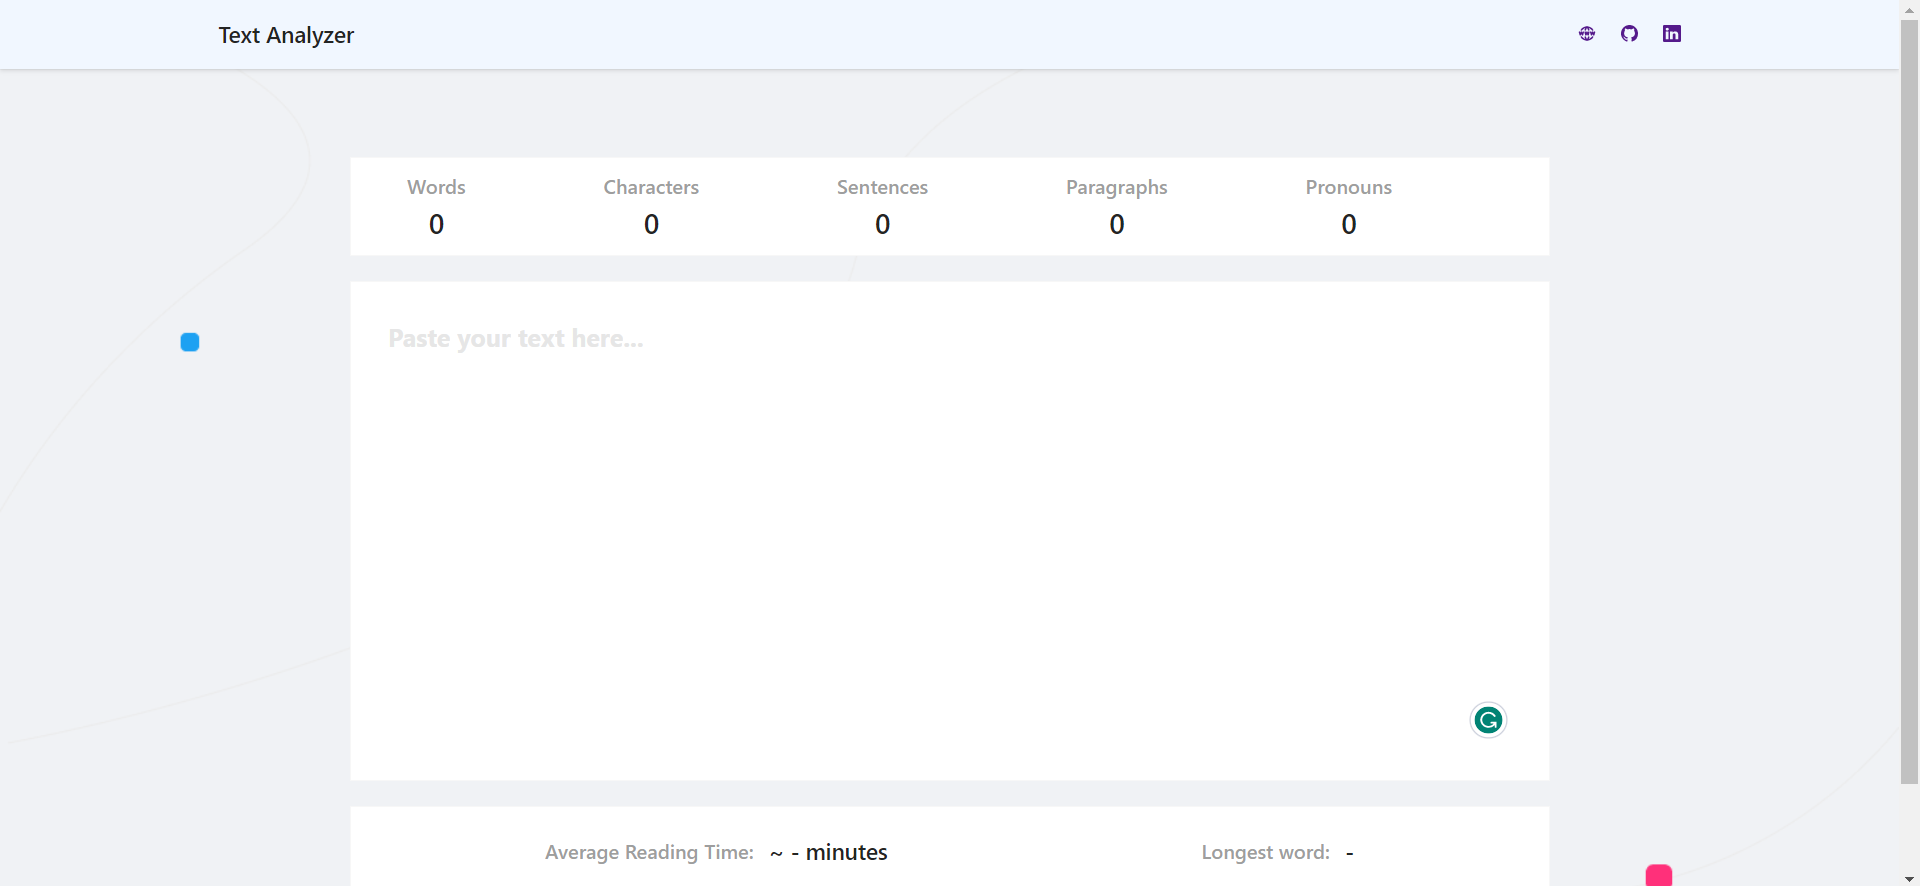 Text Analyzer
Words Characters Sentences Paragraphs Pronouns
0 0 0 0 0
Paste your text here...
Average Reading Time: ~ - minutes Longest word: -